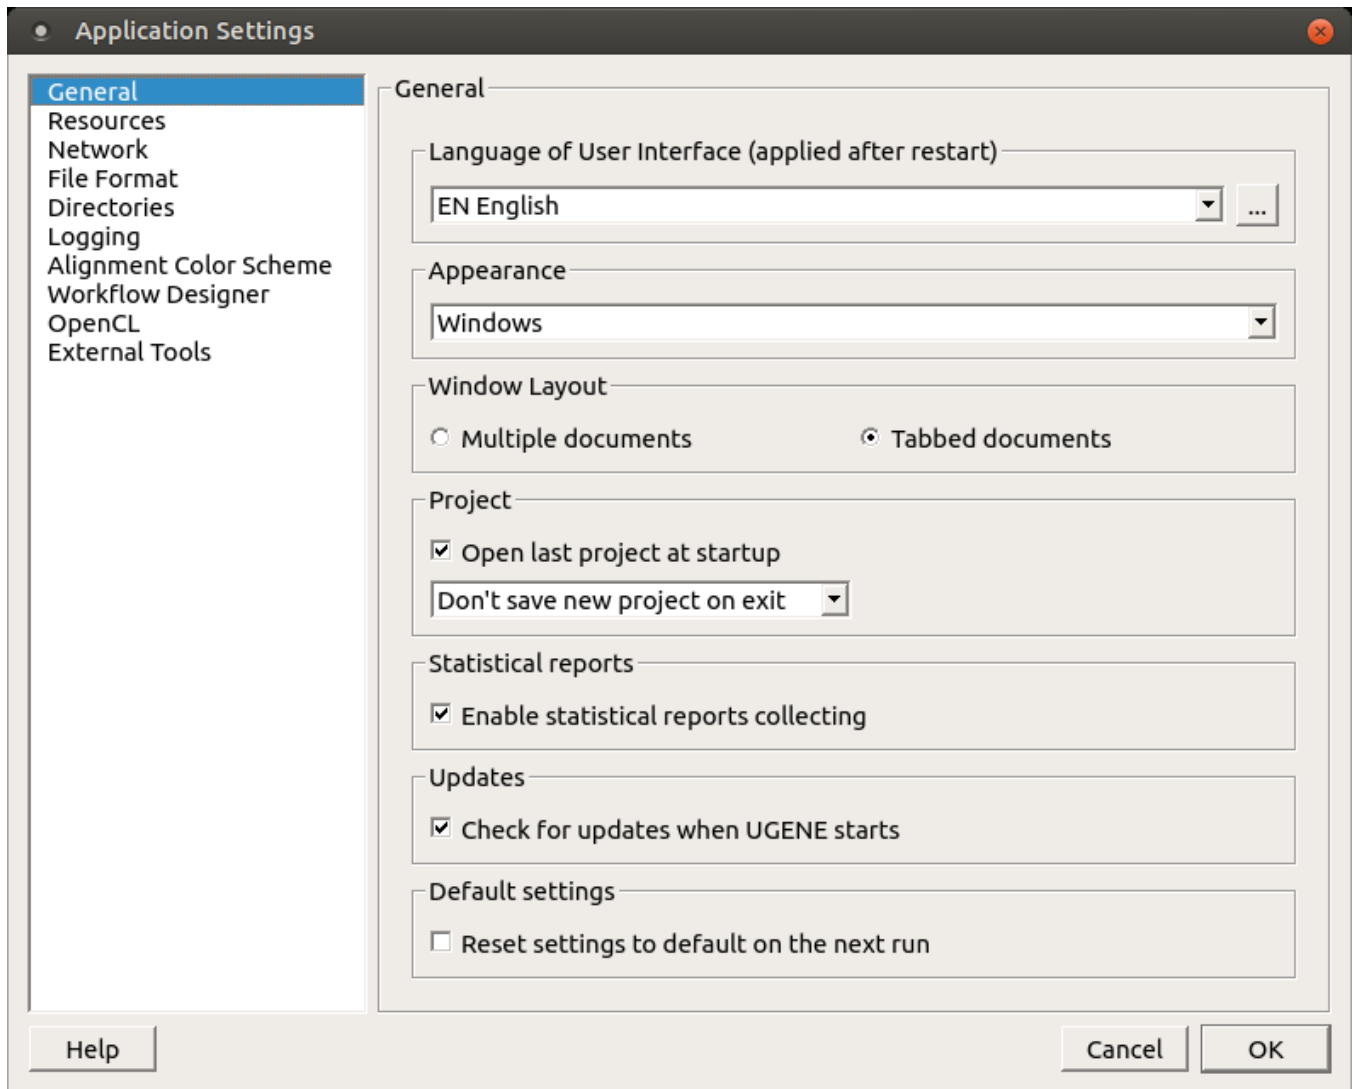 Application Settings
General
Resources
Network
File Format
Directories
Logging
Alignment Color Scheme
Workflow Designer
OpenCL
External Tools
General
Language of User Interface (applied after restart)
EN English
...
Appearance
Windows
Window Layout
Multiple documents
Tabbed documents
Project
Open last project at startup
Don't save new project on exit
Statistical reports
Enable statistical reports collecting
Updates
Check for updates when UGENE starts
Default settings
Reset settings to default on the next run
Help
Cancel
OK